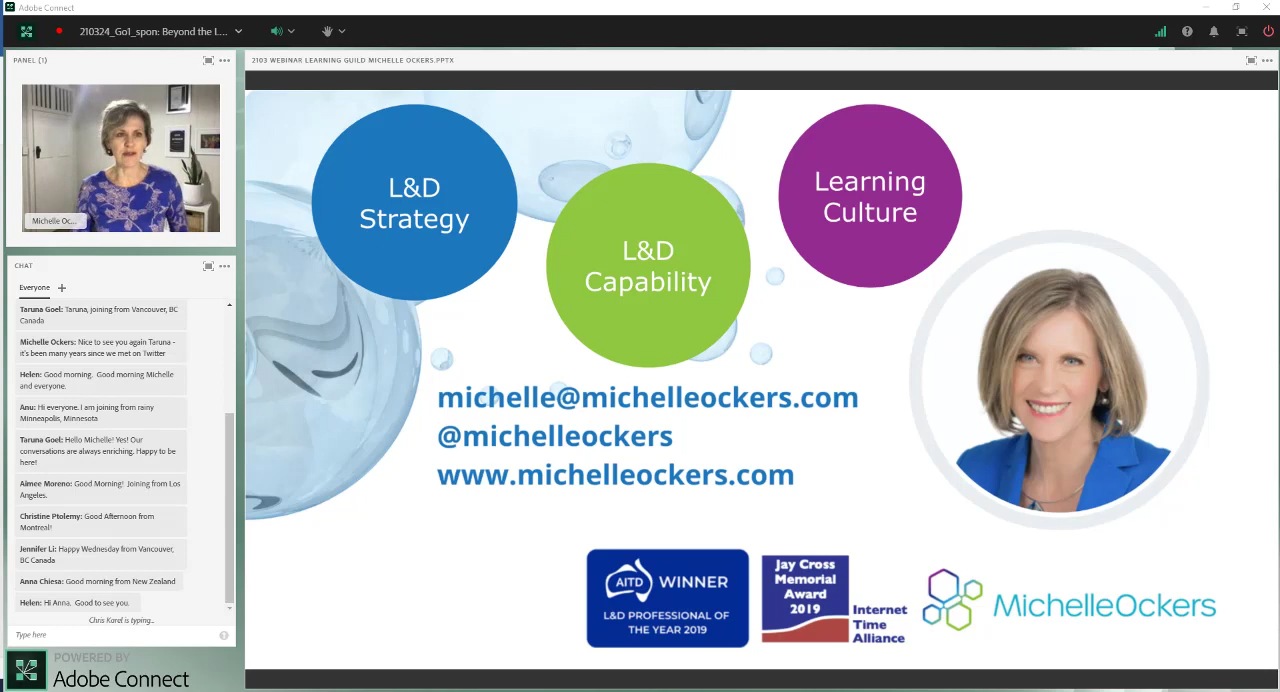 Adobe Connect
210324_Go1_spon: Beyond the L...
PANEL (1)
Michelle Oc...
CHAT
Everyone
Taruna Goel: Taruna, joining from Vancouver, BC
Canada
Michelle Ockers: Nice to see you again Taruna -
it's been many years since we met on Twitter
Helen: Good morning, Good morning Michelle
and everyone.
Anu: Hi everyone. I am joining from rainy
Minneapolis, Minnesota
Taruna Goel: Hello Michelle! Yes! Our
conversations are always enriching. Happy to be
here!
Aimee Moreno: Good Morning! Joining from Los
Angeles.
Christine Ptolemy: Good Afternoon from
Montreal!
Jennifer Li: Happy Wednesday from Vancouver,
BC Canada
Anna Chiesa: Good morning from New Zealand
Helen: Hi Anna. Good to see you.
Chris Karel is typing...
Type here
POWERED BY
Adobe Connect
2103 WEBINAR LEARNING GUILD MICHELLE OCKERS.PPTX
L&D
Strategy
L&D
Capability
Learning
Culture
michelle@michelleockers.com
@michelleockers
www.michelleockers.com
AITD WINNER
L&D PROFESSIONAL OF
THE YEAR 2019
Jay Cross
Memorial
Award
2019
Internet
Time
Alliance
MichelleOckers